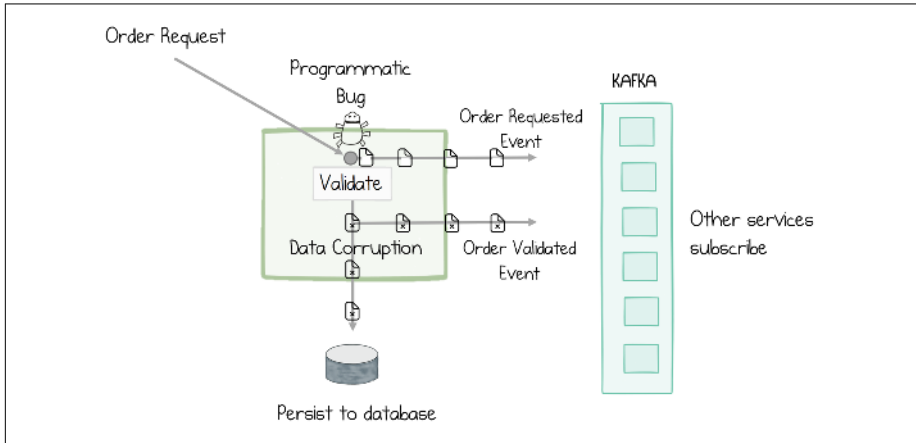 Order Request
Programmatic
Bug
KAFKA
Order Requested
Event
Validate
Other services
subscribe
Data Corruption
Order Validated
Event
Persist to database